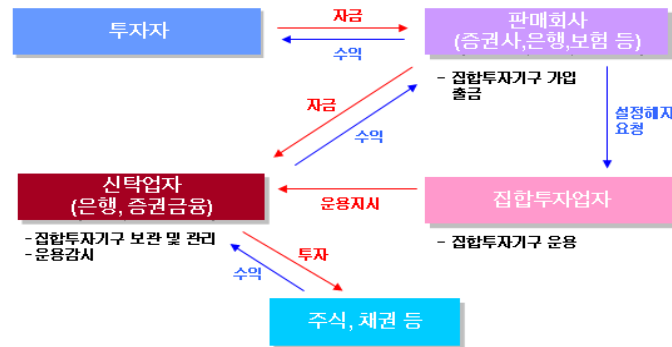 투자자
자금
수익
판매회사
(증권사,은행,보험 등)
- 집합투자기구 가입
출금
자금
수익
설정해지
요청
신탁업자
(은행, 증권금융)
운용지시
집합투자업자
-집합투자기구 보관 및 관리
-운용감시
- 집합투자기구 운용
수익
투자
주식, 채권 등